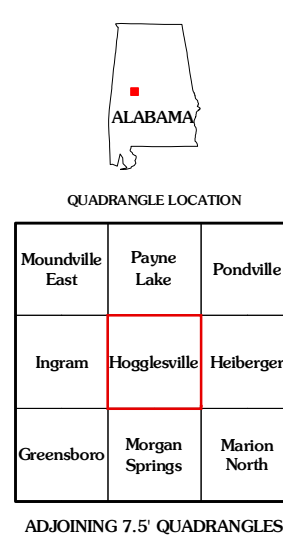 ALABAMA
QUADRANGLE LOCATION
Moundville
East
Payne
Lake
Pondville
Ingram
Hogglesville
Heiberger
Greensboro
Morgan
Springs
Marion
North
ADJOINING 7.5' QUADRANGLES